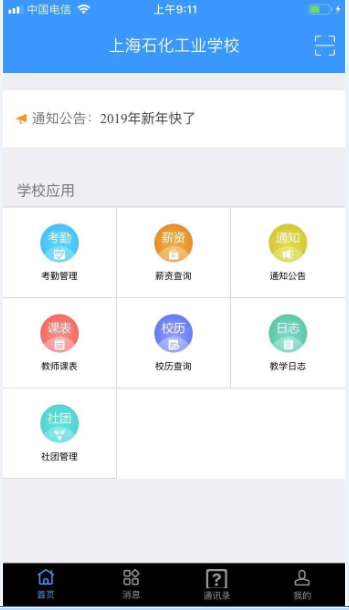 中国电信 上午9:11
上海石化工业学校
通知公告：2019年新年快了
学校应用
考勤 薪资 通知
考勤管理 薪资查询 通知公告
课表 校历 日志
教师课表 校历查询 教学日志
社团
社团管理
首页 消息 通讯录 我的